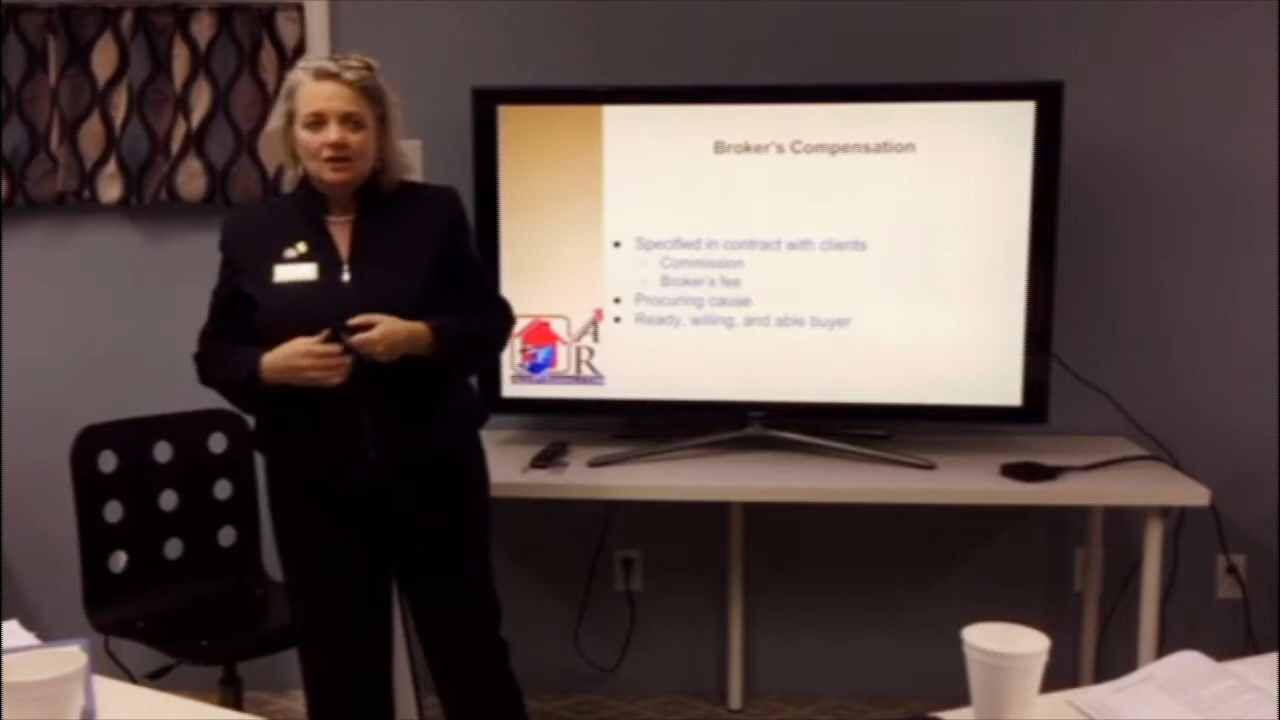 Broker's Compensation
Specified in contract with clients
Commission
Broker's fee
Procuring cause
Ready, willing, and able buyer
A
R